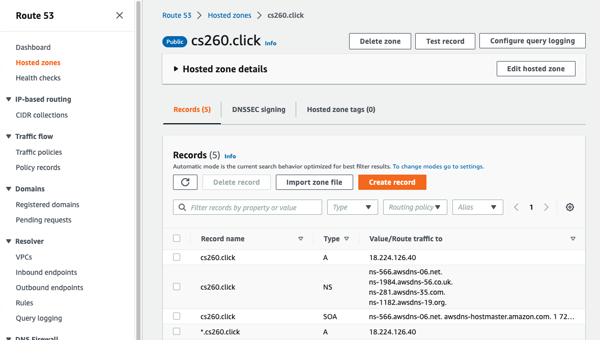 Route 53
Dashboard
Hosted zones
Health checks
IP-based routing
CIDR collections
Traffic flow
Traffic policies
Policy records
Domains
Registered domains
Pending requests
Resolver
VPCs
Inbound endpoints
Outbound endpoints
Rules
Query logging
DNS Firewall
Route 53 > Hosted zones > cs260.click
Public cs260.click Info
Delete zone Test record Configure query logging
Hosted zone details Edit hosted zone
Records (5) DNSSEC signing Hosted zone tags (0)
Records (5) Info
Automatic mode is the current search behavior optimized for best filter results. To change modes go to settings.
Delete record Import zone file Create record
Filter records by property or value Type Routing policy Alias 1
Record name Type Value/Route traffic to
cs260.click A 18.224.126.40
cs260.click NS ns-566.awsdns-06.net.
ns-1984.awsdns-56.co.uk.
ns-281.awsdns-35.com.
ns-1182.awsdns-19.org.
cs260.click SOA ns-566.awsdns-06.net. awsdns-hostmaster.amazon.com. 1 72...
*.cs260.click A 18.224.126.40